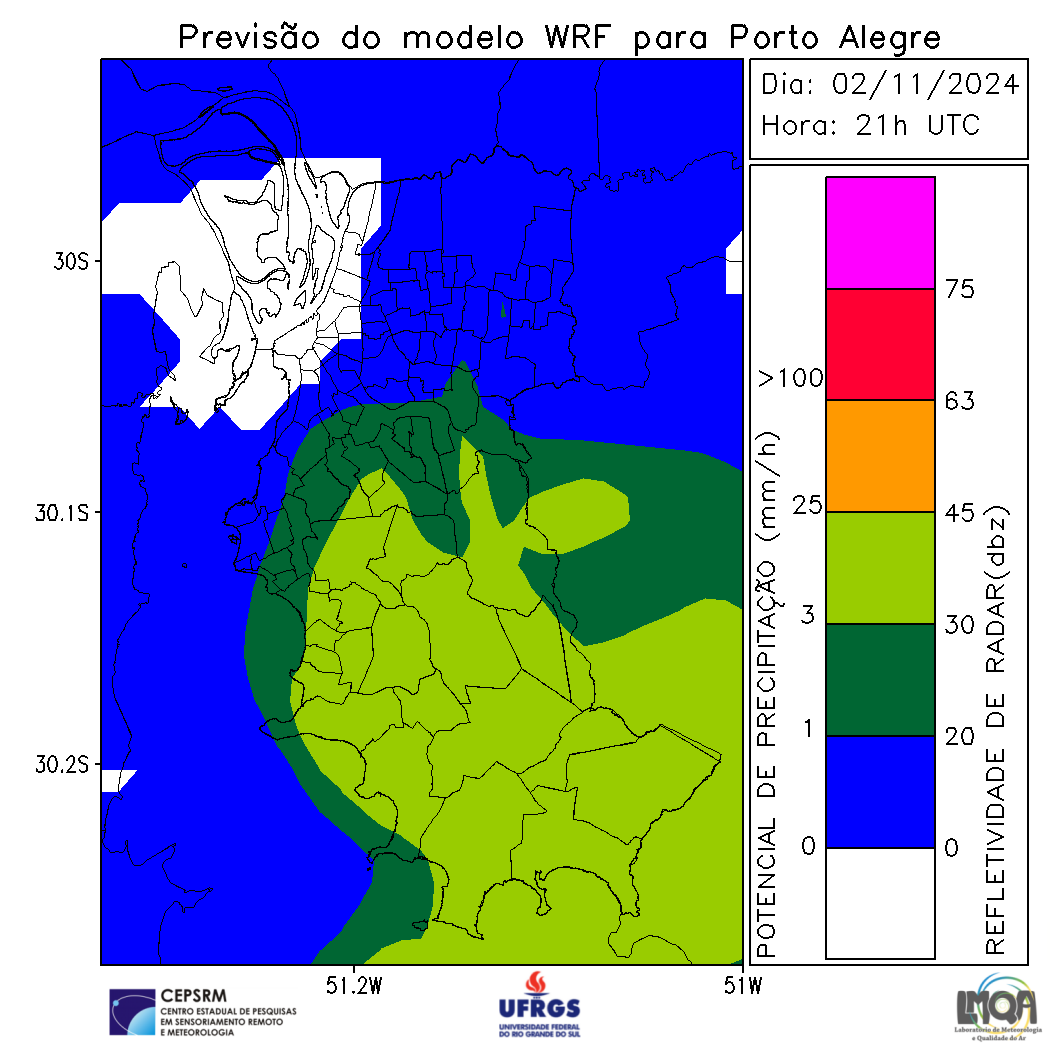 Previsão do modelo WRF para Porto Alegre
Dia: 02/11/2024
Hora: 21h UTC
30S
30.1S
30.2S
51.2W
51W
POTENCIAL DE PRECIPITAÇÃO (mm/h)
>100
25
3
1
0
75
63
45
30
20
0
REFLETIVIDADE DE RADAR(dbz)
CEPSRM
CENTRO ESTADUAL DE PESQUISAS
EM SENSORIAMENTO REMOTO
E METEOROLOGIA
UFRGS
UNIVERSIDADE FEDERAL
DO RIO GRANDE DO SUL
LMQA
Laboratório de Meteorologia
e Qualidade do Ar